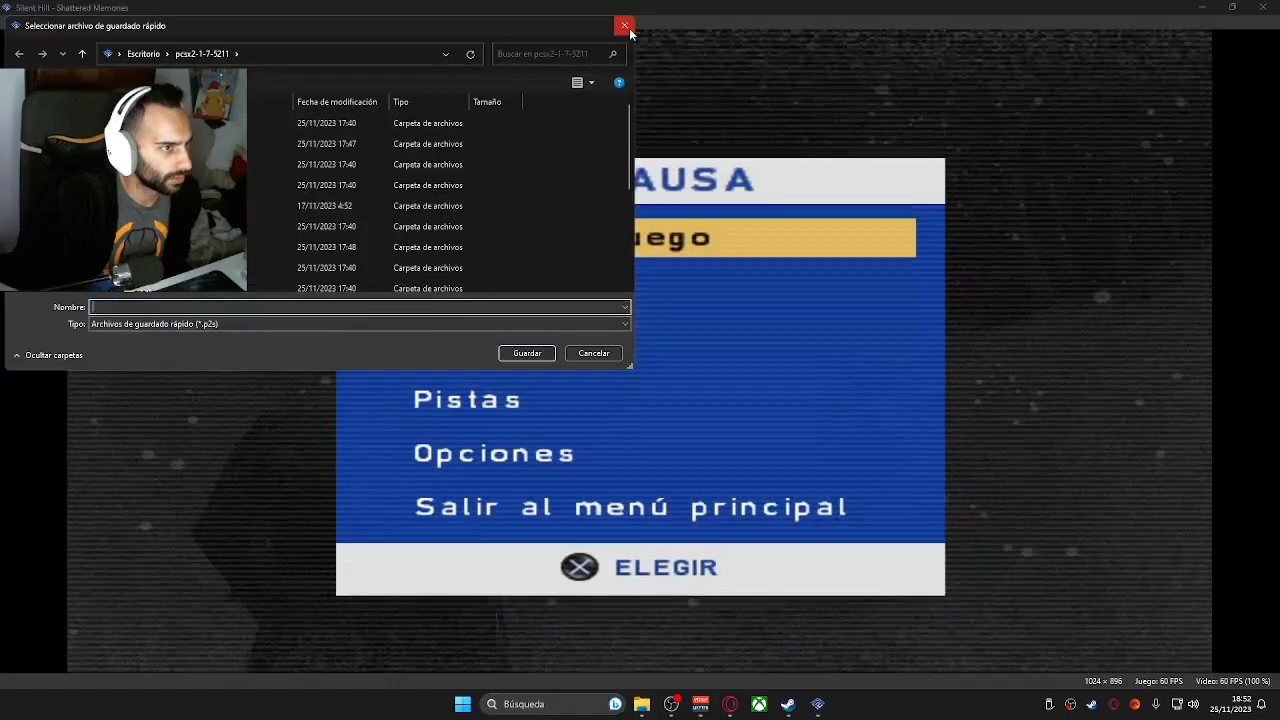 Silent Hill - Shattered Memories
Seleccionar archivo de guardado rápido
Escritorio > pcsx2-1-7-5211 >
Buscar en pcsx2-1-7-5211
Fecha de modificación Tipo Tamaño
25/11/2023 17:40 Carpeta de archivos
25/11/2023 17:47 Carpeta de archivos
25/11/2023 17:40 Carpeta de archivos
25/11/2023 17:40 Carpeta de archivos
17/11/2023 4:52 Carpeta de archivos
25/11/2023 17:40 Carpeta de archivos
25/11/2023 17:48 Carpeta de archivos
25/11/2023 17:40 Carpeta de archivos
25/11/2023 17:40 Carpeta de archivos
Nombre:
Tipo: Archivos de guardado rápido (*.p2s)
Ocultar carpetas
Guardar Cancelar
AUSA
uego
Pistas
Opciones
Salir al menú principal
ELEGIR
1024 × 896 Juego: 60 FPS Vídeo: 60 FPS (100 %)
Búsqueda
18:52
25/11/2023